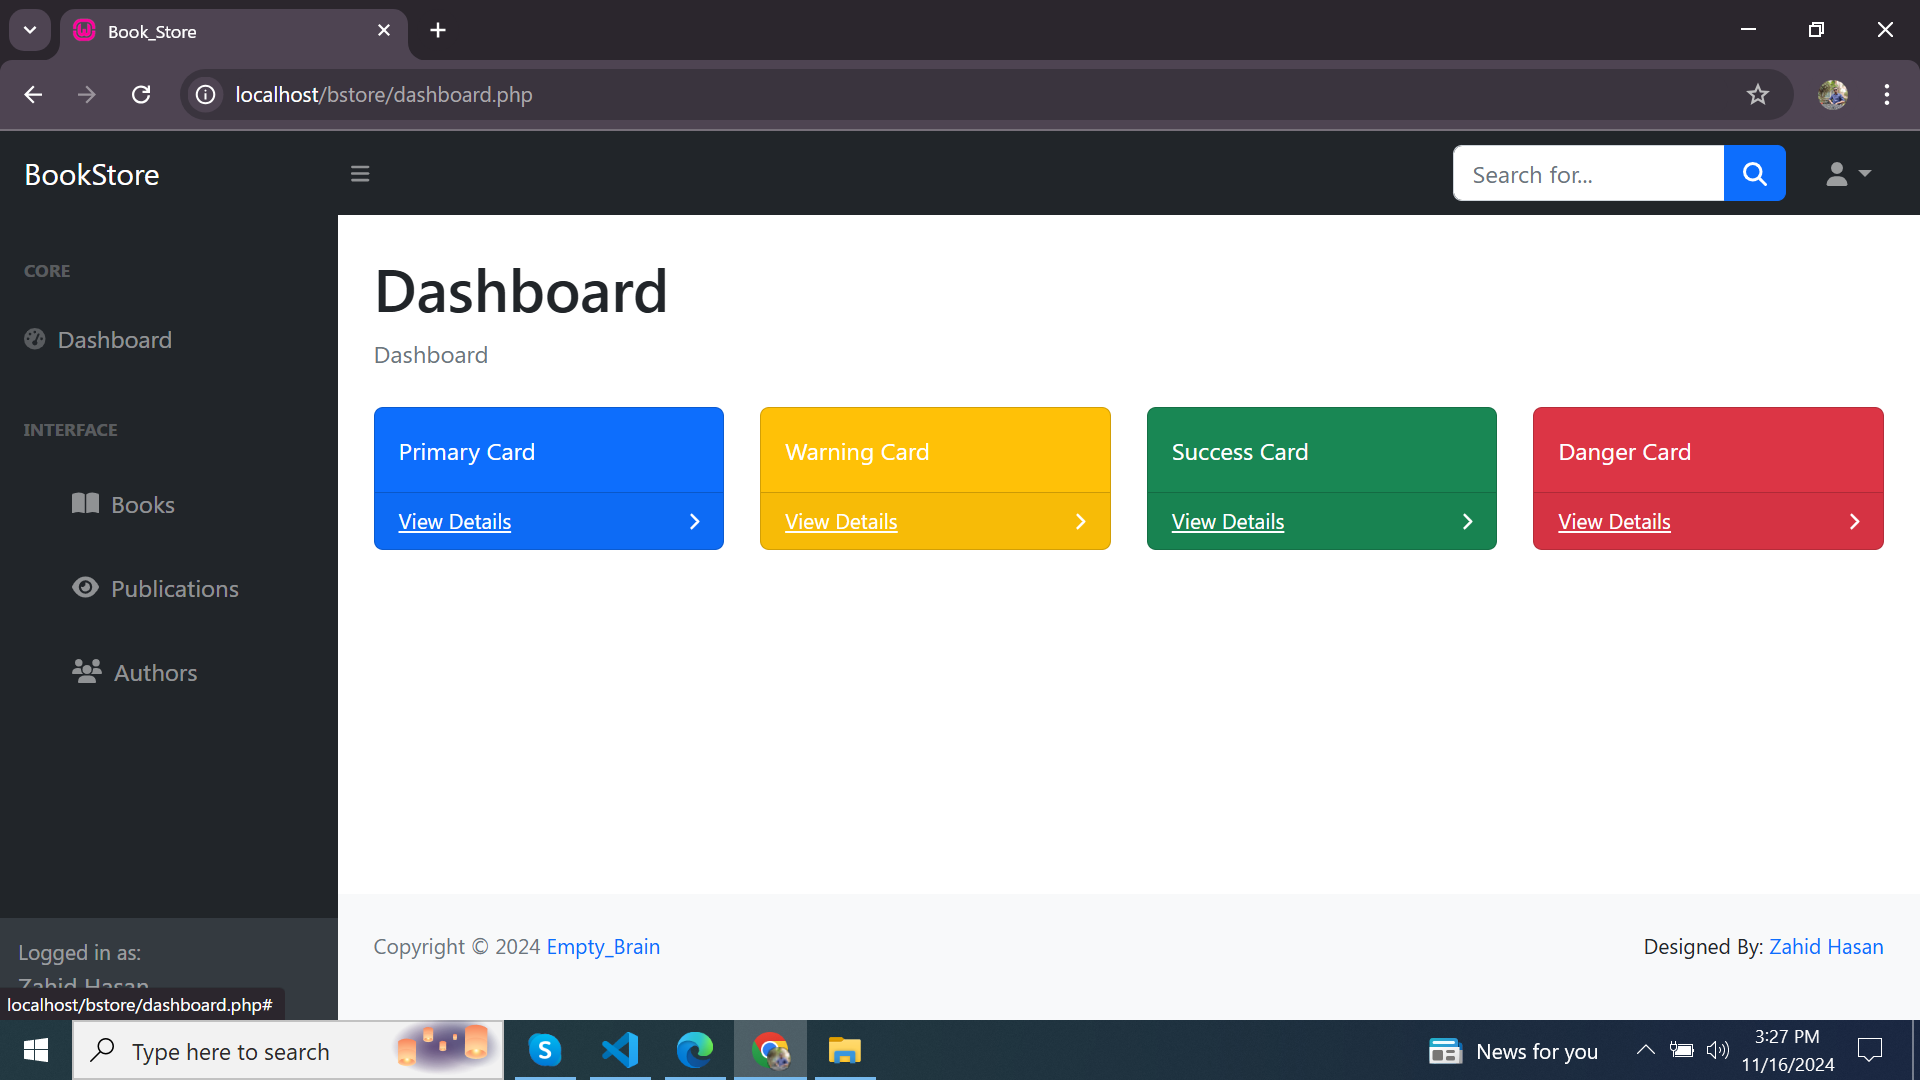 Book_Store
localhost/bstore/dashboard.php
BookStore
Search for...
CORE
Dashboard
INTERFACE
Books
Publications
Authors
Logged in as:
Zahid Hasan
localhost/bstore/dashboard.php#
Dashboard
Dashboard
Primary Card
View Details
Warning Card
View Details
Success Card
View Details
Danger Card
View Details
Copyright © 2024 Empty_Brain
Designed By: Zahid Hasan
Type here to search
News for you
3:27 PM
11/16/2024